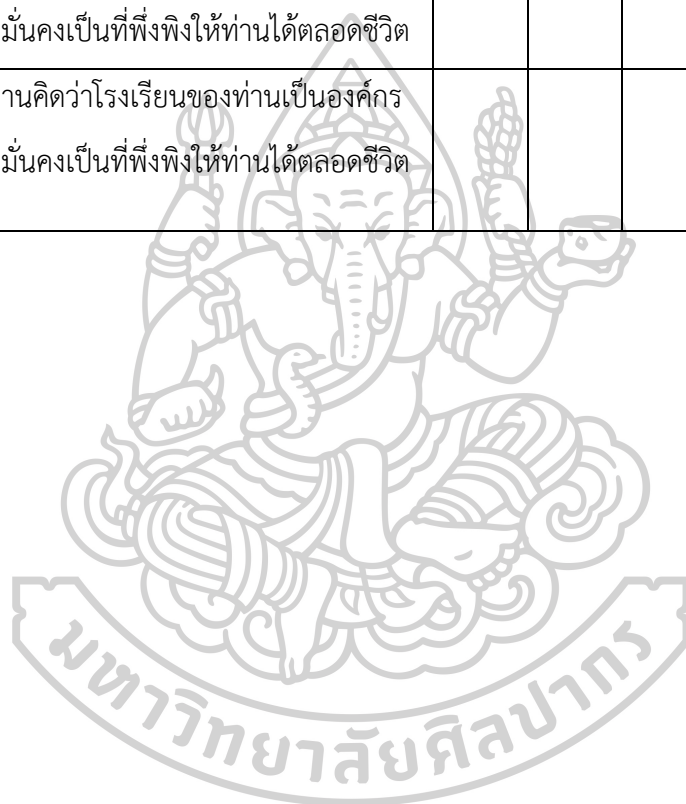 มั่นคงเป็นที่พึ่งพิงให้ท่านได้ตลอดชีวิต
านคิดว่าโรงเรียนของท่านเป็นองค์กร
มั่นคงเป็นที่พึ่งพิงให้ท่านได้ตลอดชีวิต
มหาวิทยาลัยศิลปากร